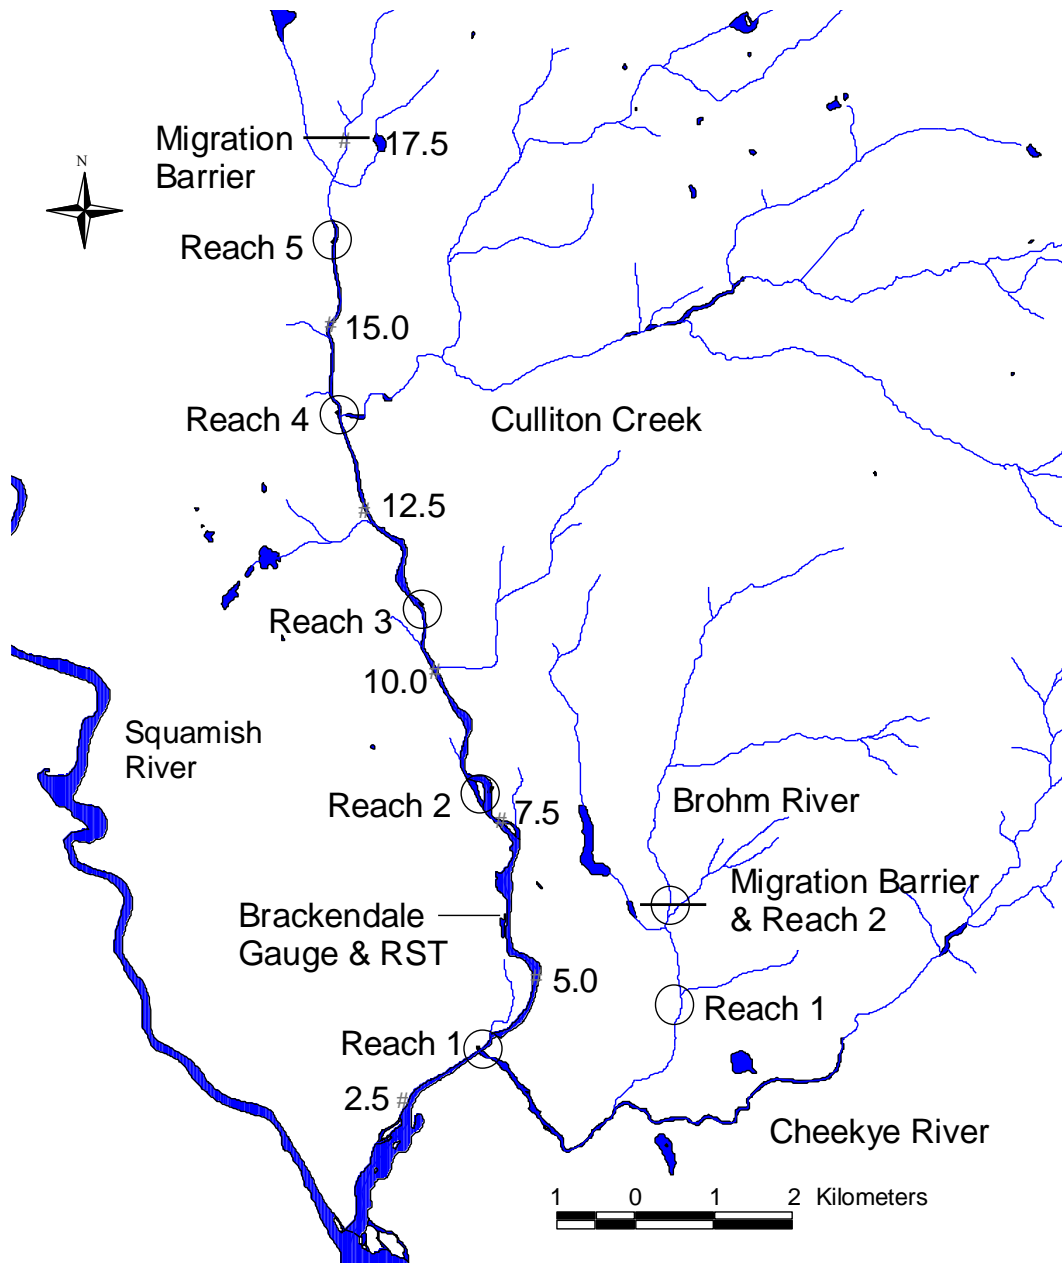 Migration
Barrier
# 17.5
N
Reach 5
# 15.0
Reach 4
Culliton Creek
# 12.5
Reach 3
10.0 #
Squamish
River
Reach 2
# 7.5
Brohm River
Migration Barrier
& Reach 2
Brackendale
Gauge & RST
# 5.0
Reach 1
Reach 1
2.5 #
Cheekye River
1 0 1 2 Kilometers